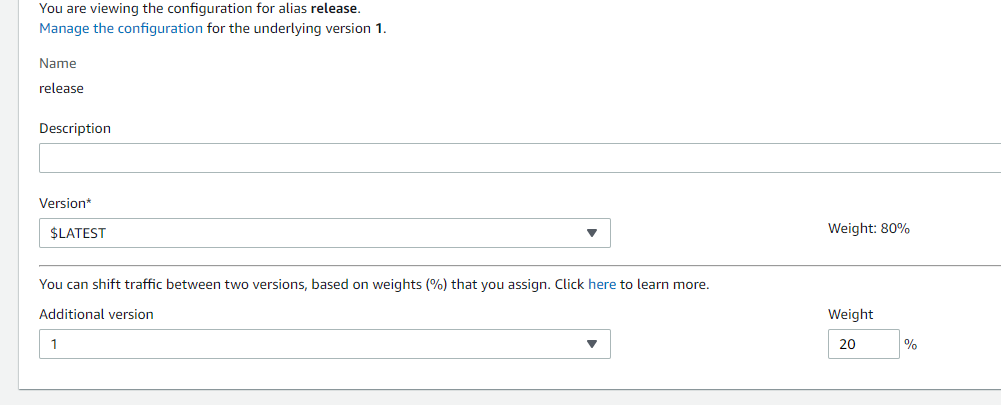 You are viewing the configuration for alias release.
Manage the configuration for the underlying version 1.
Name
release
Description
Version*
$LATEST
Weight: 80%
You can shift traffic between two versions, based on weights (%) that you assign. Click here to learn more.
Additional version
Weight
1
20 %